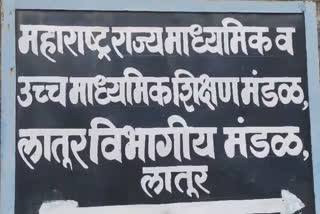 महाराष्ट्र राज्य माध्यमिक व
उच्च माध्यमिक शिक्षण मंडळ,
लातूर विभागीय मंडळ,
लातूर